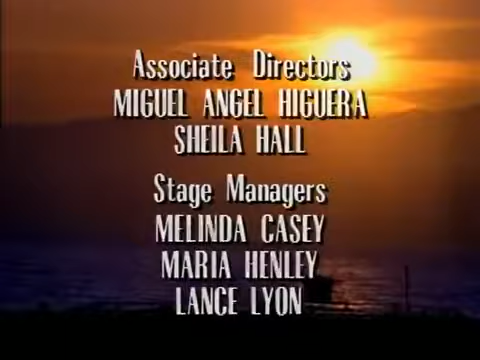 Associate Directors
MIGUEL ANGEL HIGUERA
SHEILA HALL
Stage Managers
MELINDA CASEY
MARIA HENLEY
LANCE LYON